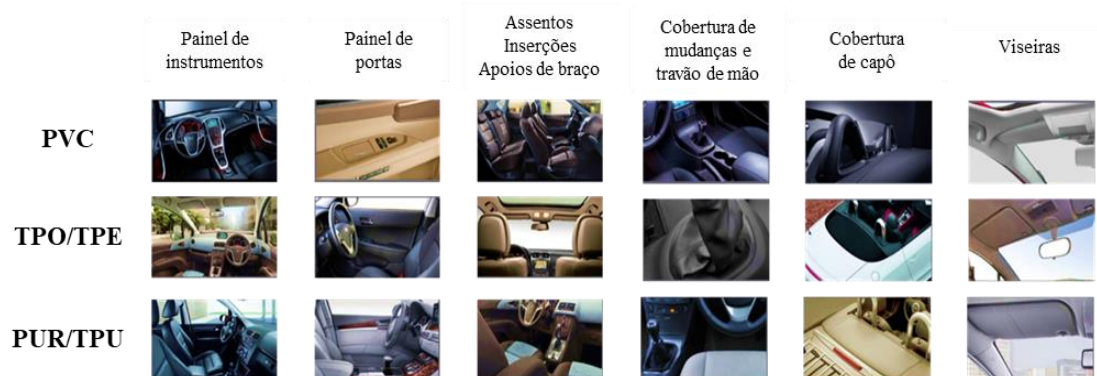 Painel de
instrumentos
Painel de
portas
Assentos
Inserções
Apoios de braço
Cobertura de
mudanças e
travão de mão
Cobertura
de capô
Viseiras
PVC
TPO/TPE
PUR/TPU